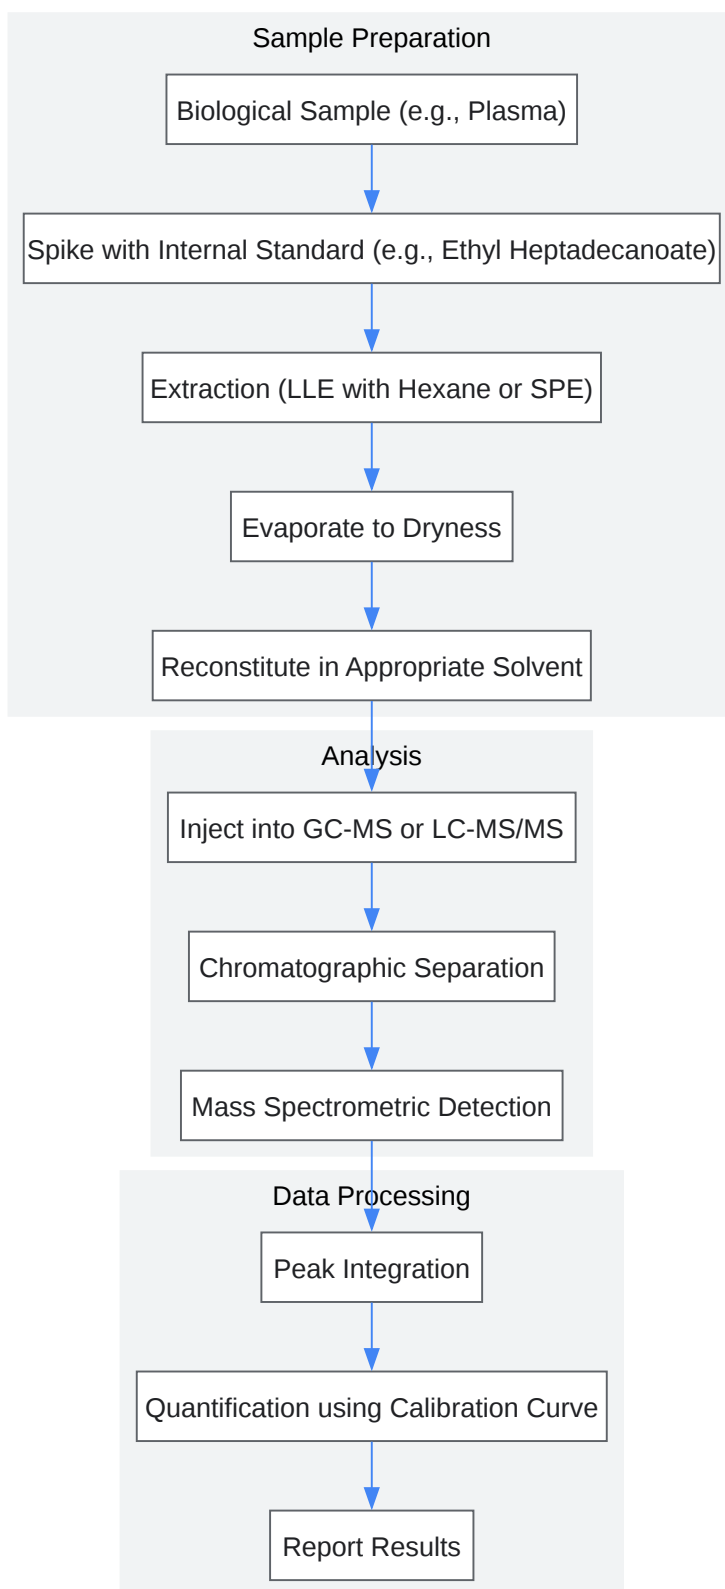 Sample Preparation
Biological Sample (e.g., Plasma)
Spike with Internal Standard (e.g., Ethyl Heptadecanoate)
Extraction (LLE with Hexane or SPE)
Evaporate to Dryness
Reconstitute in Appropriate Solvent
Analysis
Inject into GC-MS or LC-MS/MS
Chromatographic Separation
Mass Spectrometric Detection
Data Processing
Peak Integration
Quantification using Calibration Curve
Report Results